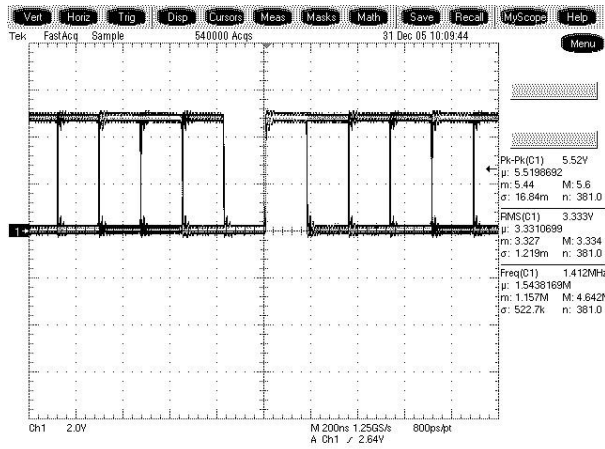 Vert Horiz Trig Disp Cursors Meas Masks Math Save Recall MyScope Help
Tek FastAcq Sample 540000 Acqs 31 Dec 05 10:09:44
Menu
Pk-Pk(C1) 5.52V
µ: 5.5198692
m: 5.44 M: 5.6
σ: 16.84m n: 381.0
RMS(C1) 3.333V
µ: 3.3310699
m: 3.327 M: 3.334
σ: 1.219m n: 381.0
Freq(C1) 1.412MHz
µ: 1.5438169M
m: 1.157M M: 4.642M
σ: 522.7k n: 381.0
1
Ch1 2.0V M 200ns 1.25GS/s 800ps/pt
A Ch1 / 2.64V